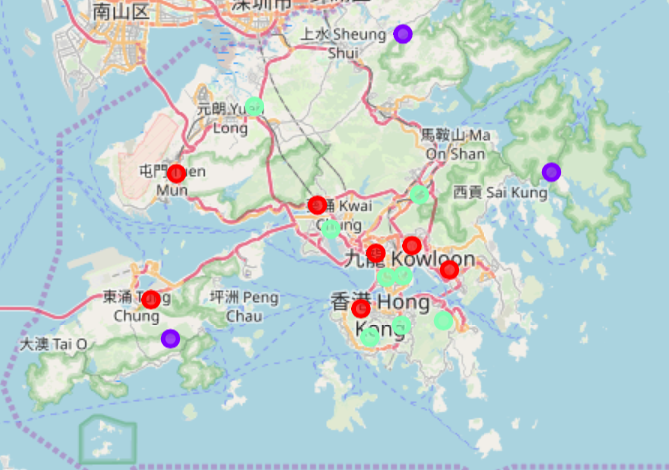 深圳市
南山区
上水 Sheung
Shui
元朗 Yuen
Long
馬鞍山 Ma
On Shan
屯門 Tuen
Mun
西貢 Sai Kung
葵涌 Kwai
Chung
九龍 Kowloon
東涌 Tung
Chung
坪洲 Peng
Chau
香港 Hong
Kong
大澳 Tai O